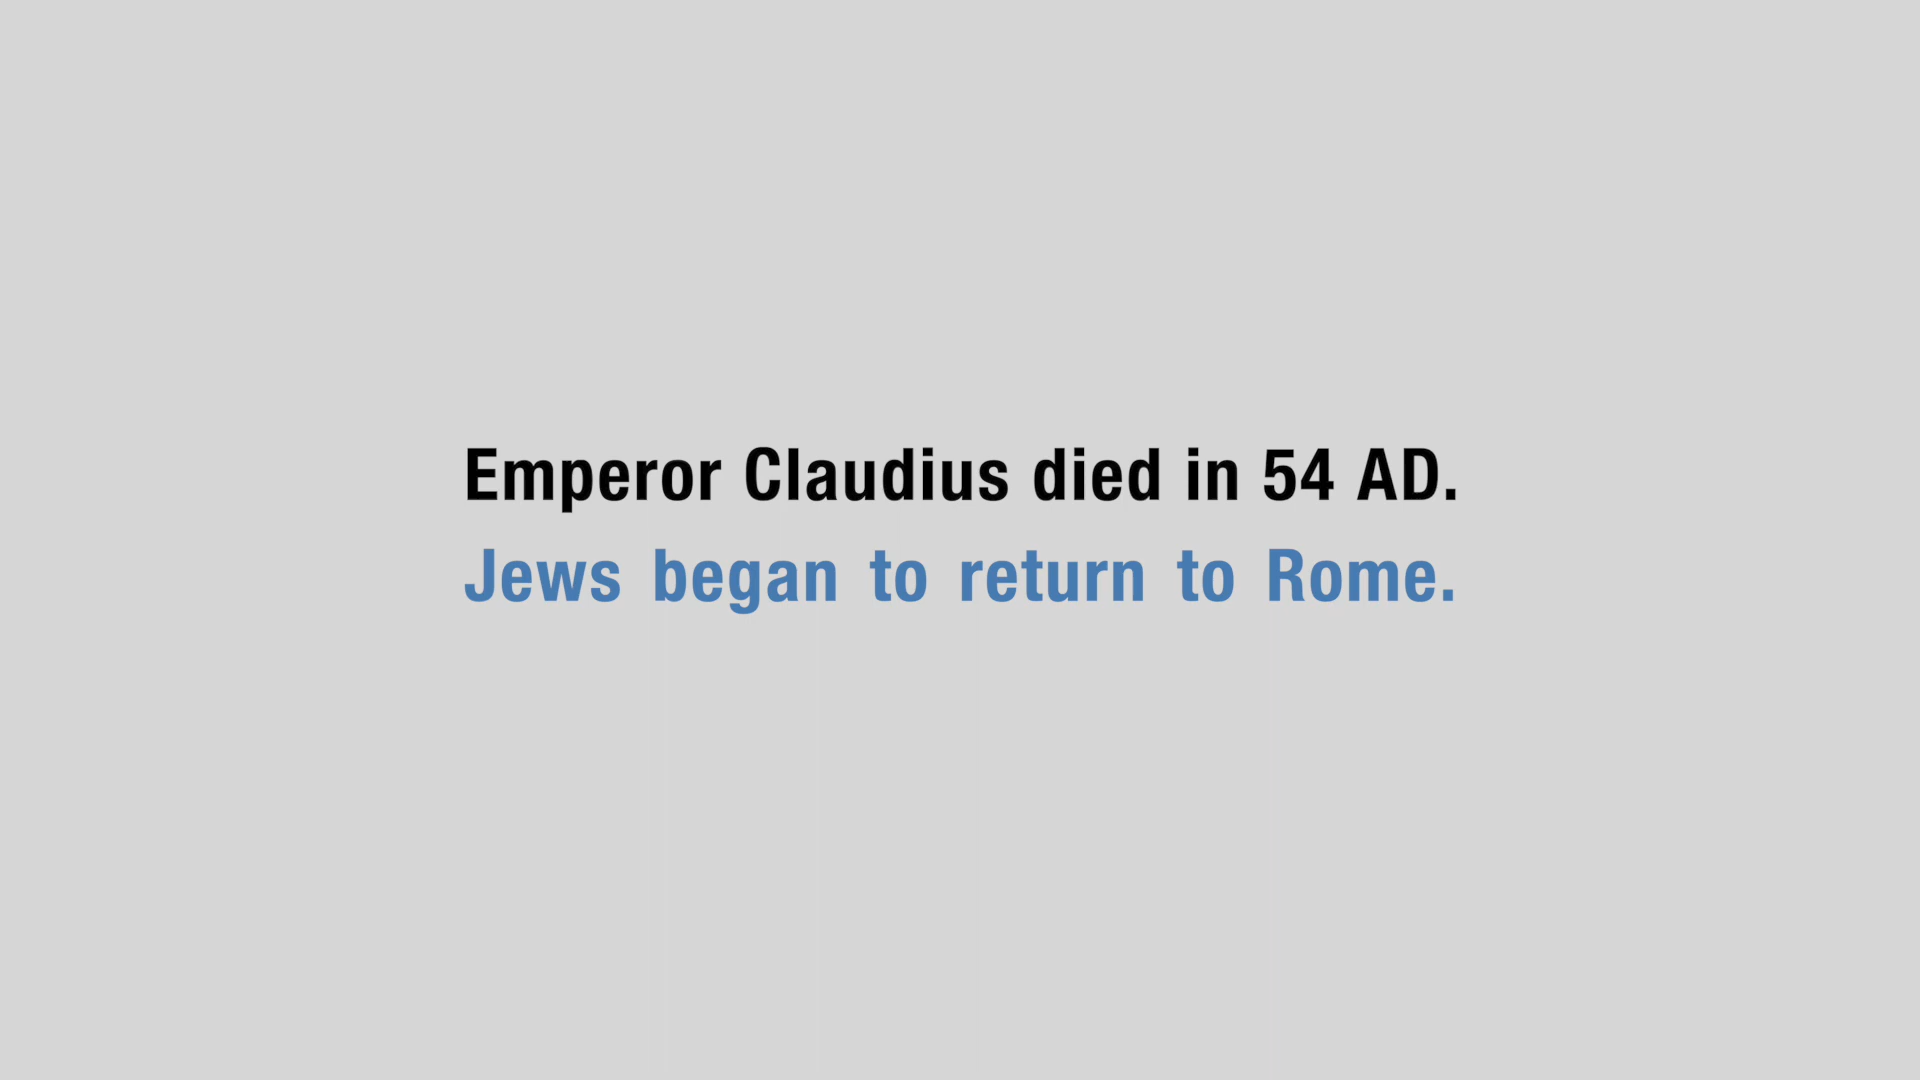 Emperor Claudius died in 54 AD.
Jews began to return to Rome.